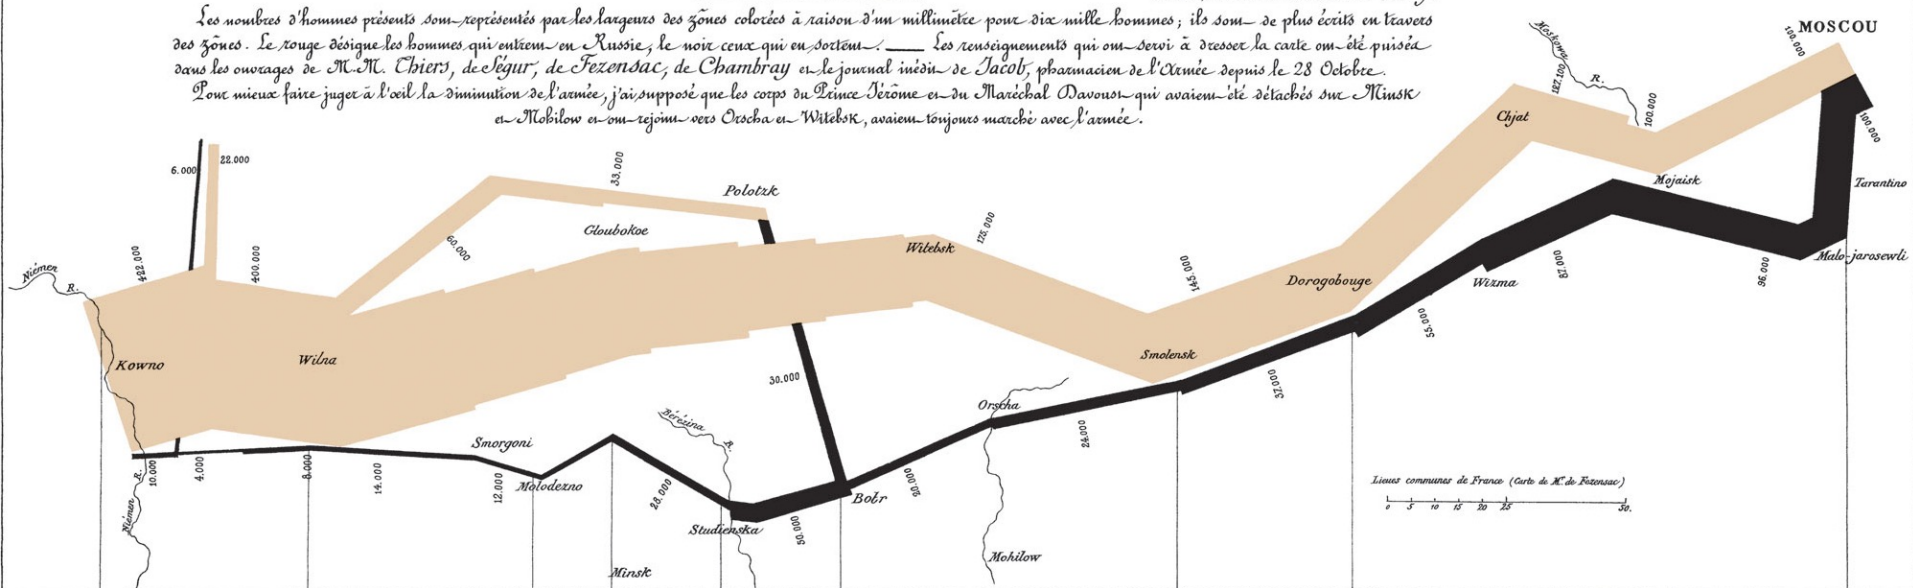 Les nombres d'hommes présents sont représentés par les largeurs des zônes colorées à raison d'un millimètre pour dix mille hommes; ils sont de plus écrits en travers
des zônes. Le rouge désigne les hommes qui entrent en Russie, le noir ceux qui en sortent. — Les renseignements qui ont servi à dresser la carte ont été puisés
dans les ouvrages de M.M. Thiers, de Ségur, de Fezensac, de Chambray et le journal inédit de Jacob, pharmacien de l'Armée depuis le 28 Octobre.
Pour mieux faire juger à l'œil la diminution de l'armée, j'ai supposé que les corps du Prince Jérôme et du Maréchal Davoust qui avaient été détachés sur Minsk
et Mohilow et ont rejoint vers Orscha et Witebsk, avaient toujours marché avec l'armée.
Moskowa R.
100.000
MOSCOU
127.100
100.000
100.000
Chjat
Mojaisk
Tarantino
Malo-jarosewli
6.000
22.000
33.000
Polotzk
Gloubokoe
60.000
175.000
Witebsk
422.000
400.000
Niémen R.
145.000
Dorogobouge
Wizma
87.000
96.000
55.000
Kowno
Wilna
Smolensk
30.000
37.000
Orscha
24.000
Bérézina R.
Smorgoni
10.000
4.000
8.000
14.000
12.000
Molodezno
28.000
Studienska
50.000
Bobr
20.000
Niémen R.
Minsk
Mohilow
Lieues communes de France (Carte de M. de Fezensac)
0 5 10 15 20 25 50.